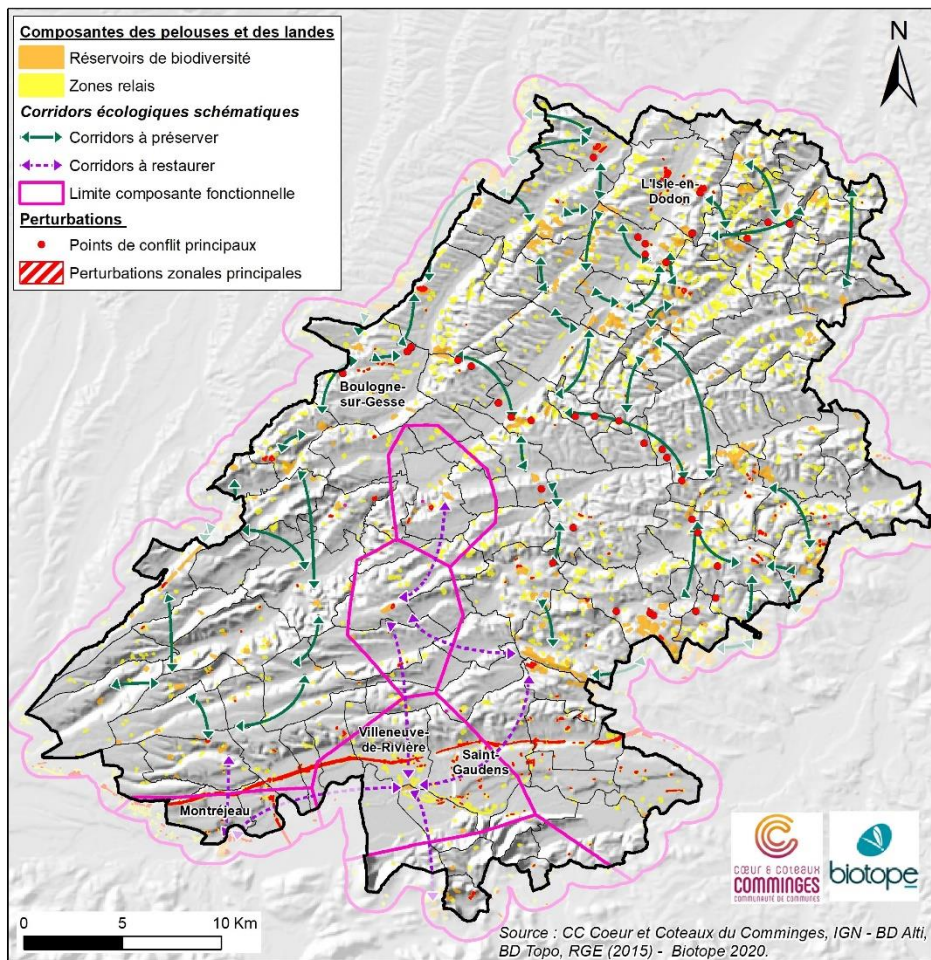 Composantes des pelouses et des landes
Réservoirs de biodiversité
Zones relais
Corridors écologiques schématiques
Corridors à préserver
Corridors à restaurer
Limite composante fonctionnelle
Perturbations
Points de conflit principaux
Perturbations zonales principales
N
L'Isle-en-
Dodon
Boulogne-
sur-Gesse
Villeneuve-
de-Rivière
Saint-
Gaudens
Montréjeau
CŒUR & COTEAUX
COMMINGES
COMMUNAUTÉ DE COMMUNES
biotope
0 5 10 Km
Source : CC Coeur et Coteaux du Comminges, IGN - BD Alti,
BD Topo, RGE (2015) - Biotope 2020.